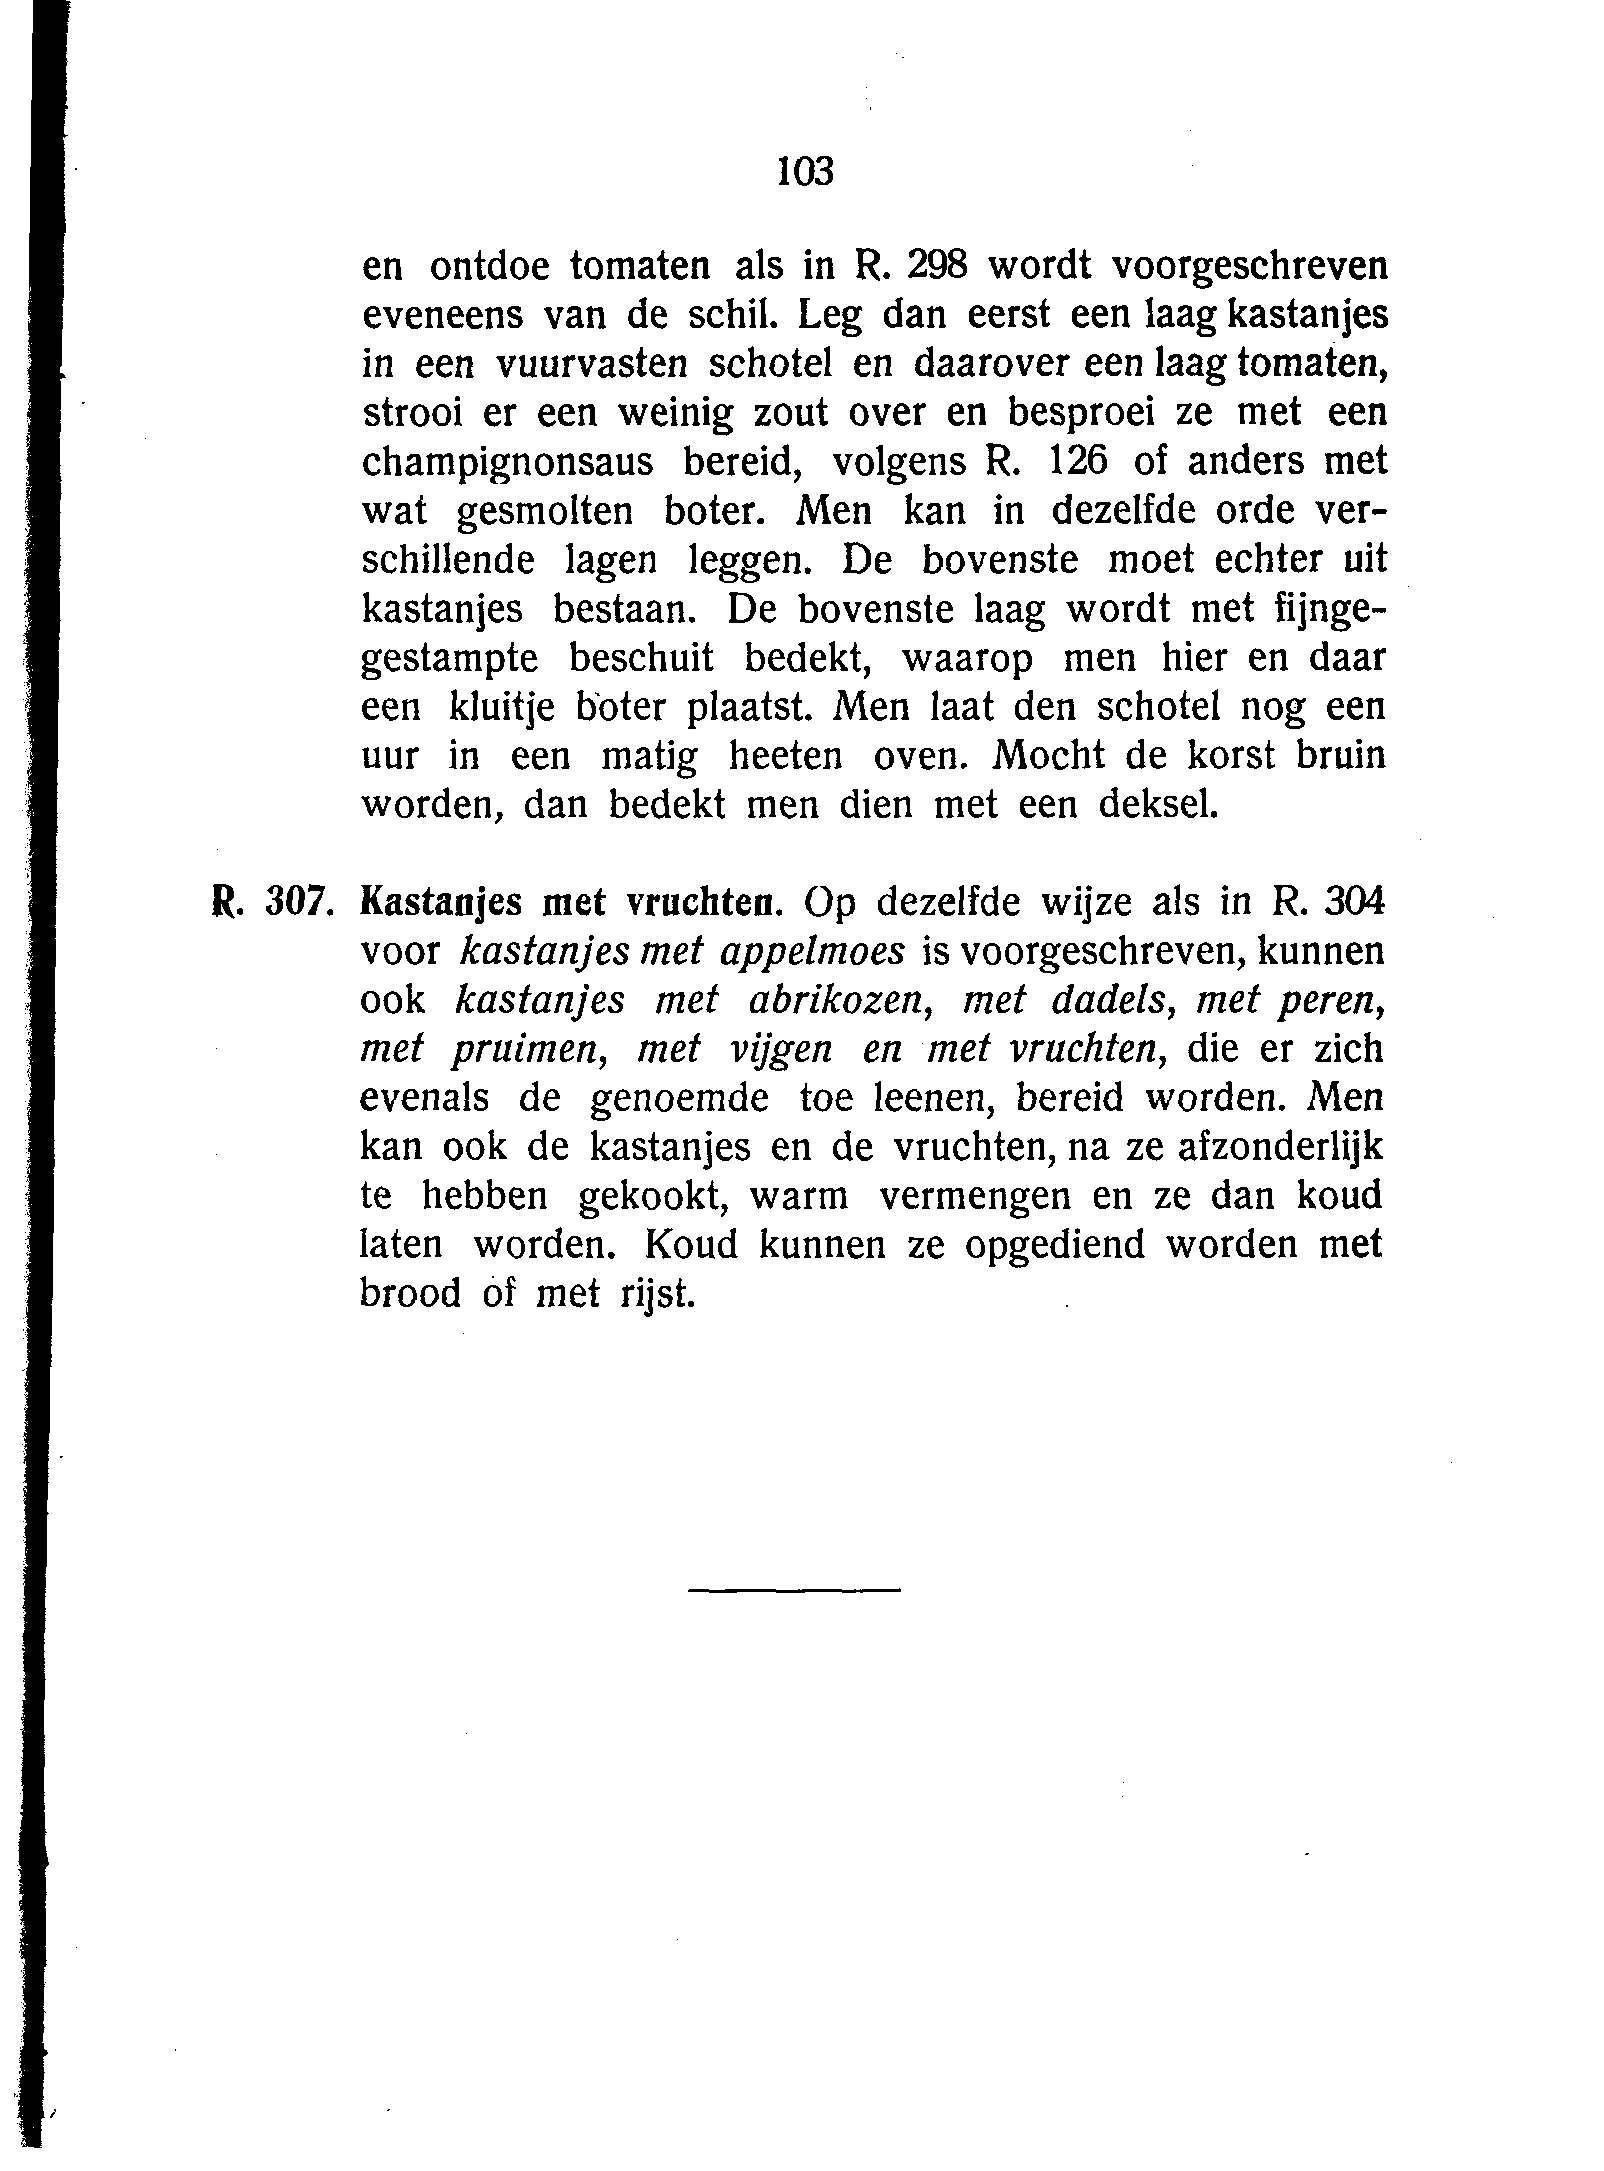 103
en ontdoe tomaten als in R. 298 wordt voorgeschreven
eveneens van de schil. Leg dan eerst een laag kastanjes
in een vuurvasten schotel en daarover een laag tomaten,
strooi er een weinig zout over en besproei ze met een
champignonsaus bereid, volgens R. 126 of anders met
wat gesmolten boter. Men kan in dezelfde orde ver-
schillende lagen leggen. De bovenste moet echter uit
kastanjes bestaan. De bovenste laag wordt met fijnge-
gestampte beschuit bedekt, waarop men hier en daar
een kluitje boter plaatst. Men laat den schotel nog een
uur in een matig heeten oven. Mocht de korst bruin
worden, dan bedekt men dien met een deksel.
R. 307. Kastanjes met vruchten. Op dezelfde wijze als in R. 304
voor kastanjes met appelmoes is voorgeschreven, kunnen
ook kastanjes met abrikozen, met dadels, met peren,
met pruimen, met vijgen en met vruchten, die er zich
evenals de genoemde toe leenen, bereid worden. Men
kan ook de kastanjes en de vruchten, na ze afzonderlijk
te hebben gekookt, warm vermengen en ze dan koud
laten worden. Koud kunnen ze opgediend worden met
brood of met rijst.